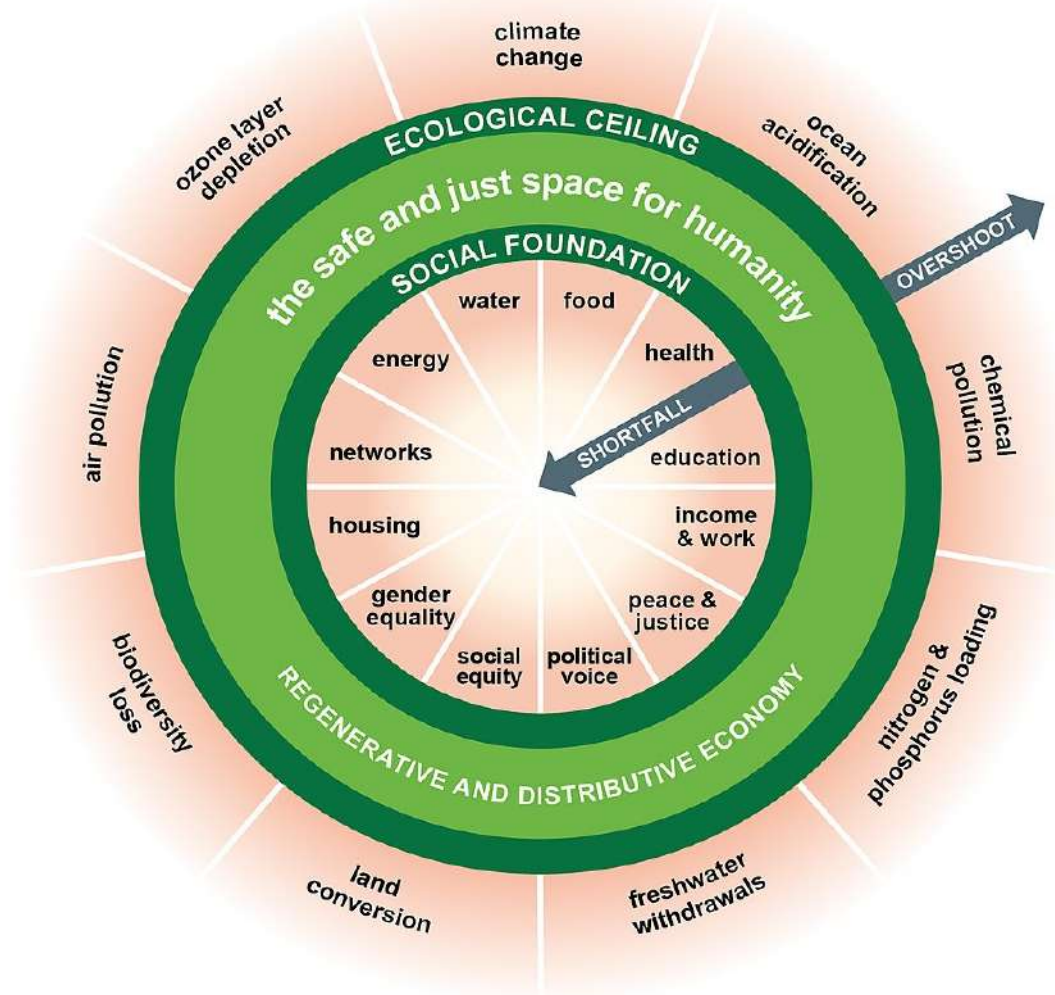 climate
change
ozone layer
depletion
ocean
acidification
ECOLOGICAL CEILING
the safe and just space for humanity
SOCIAL FOUNDATION
OVERSHOOT
water
food
energy
health
SHORTFALL
air pollution
chemical
pollution
networks
education
housing
income
& work
gender
equality
peace &
justice
social
equity
political
voice
biodiversity
loss
nitrogen &
phosphorus loading
REGENERATIVE AND DISTRIBUTIVE ECONOMY
land
conversion
freshwater
withdrawals